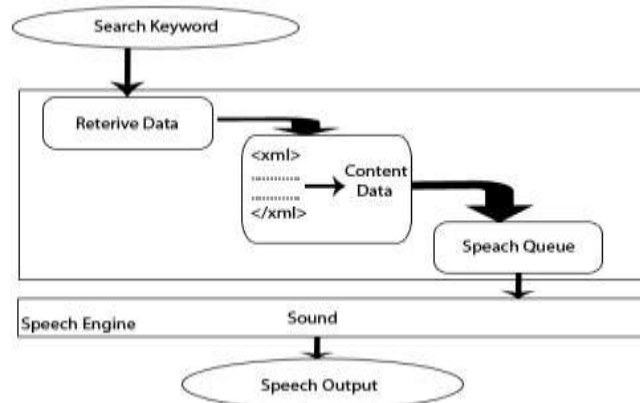 Search Keyword
Reterive Data
<xml>
............
............
</xml>
Content
Data
Speach Queue
Speech Engine
Sound
Speech Output